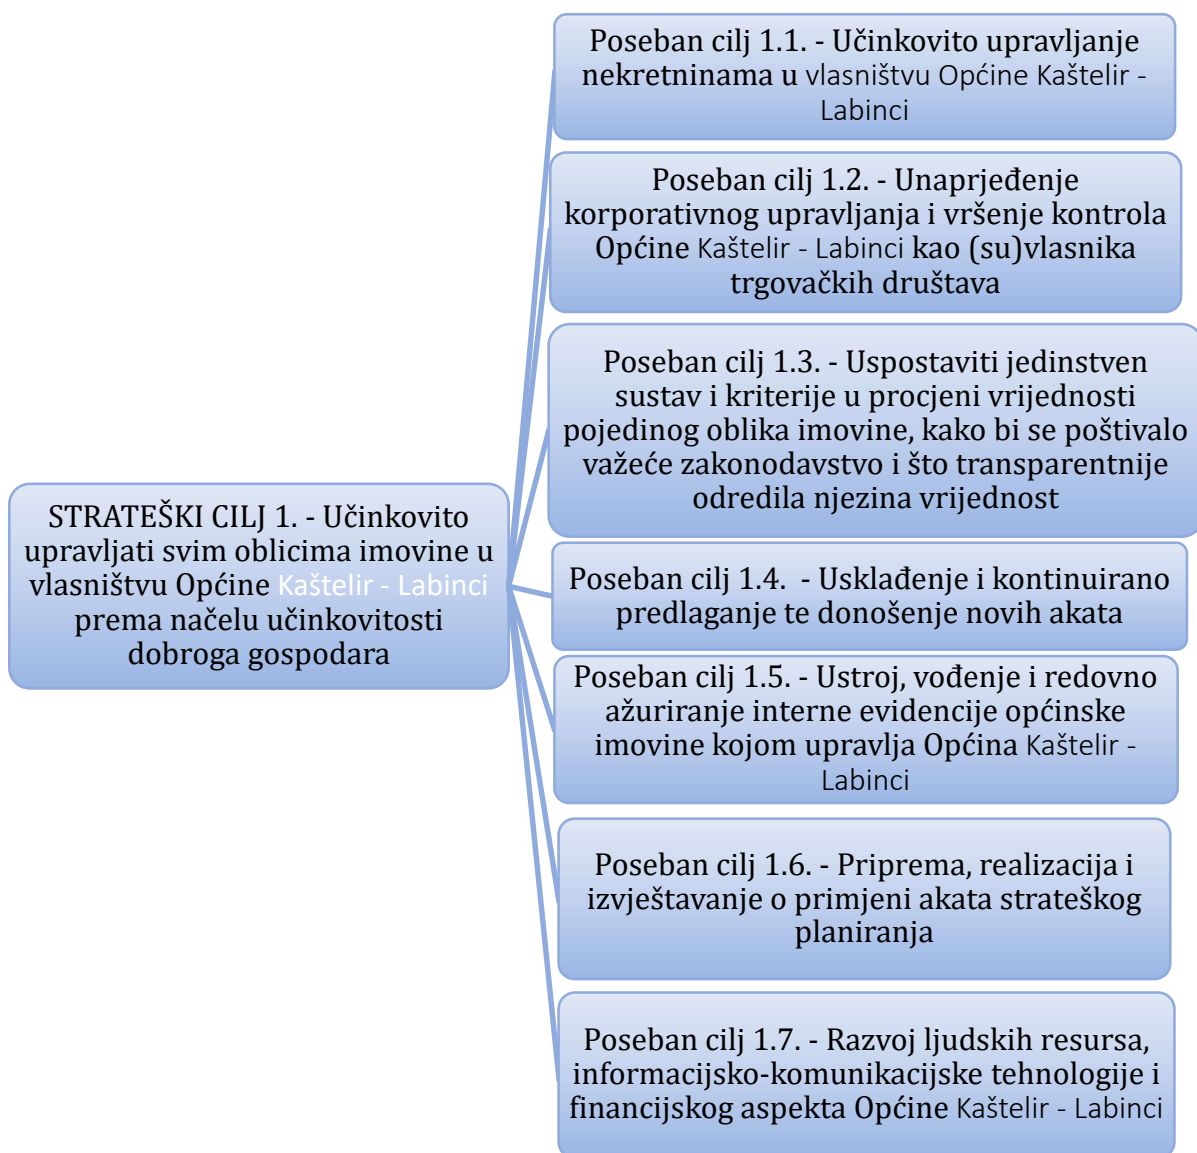 STRATEŠKI CILJ 1. - Učinkovito
upravljati svim oblicima imovine u
vlasništvu Općine Kaštelir - Labinci
prema načelu učinkovitosti
dobroga gospodara
Poseban cilj 1.1. - Učinkovito upravljanje
nekretninama u vlasništvu Općine Kaštelir -
Labinci
Poseban cilj 1.2. - Unaprjeđenje
korporativnog upravljanja i vršenje kontrola
Općine Kaštelir - Labinci kao (su)vlasnika
trgovačkih društava
Poseban cilj 1.3. - Uspostaviti jedinstven
sustav i kriterije u procjeni vrijednosti
pojedinog oblika imovine, kako bi se poštivalo
važeće zakonodavstvo i što transparentnije
odredila njezina vrijednost
Poseban cilj 1.4.  - Usklađenje i kontinuirano
predlaganje te donošenje novih akata
Poseban cilj 1.5. - Ustroj, vođenje i redovno
ažuriranje interne evidencije općinske
imovine kojom upravlja Općina Kaštelir -
Labinci
Poseban cilj 1.6. - Priprema, realizacija i
izvještavanje o primjeni akata strateškog
planiranja
Poseban cilj 1.7. - Razvoj ljudskih resursa,
informacijsko-komunikacijske tehnologije i
financijskog aspekta Općine Kaštelir - Labinci